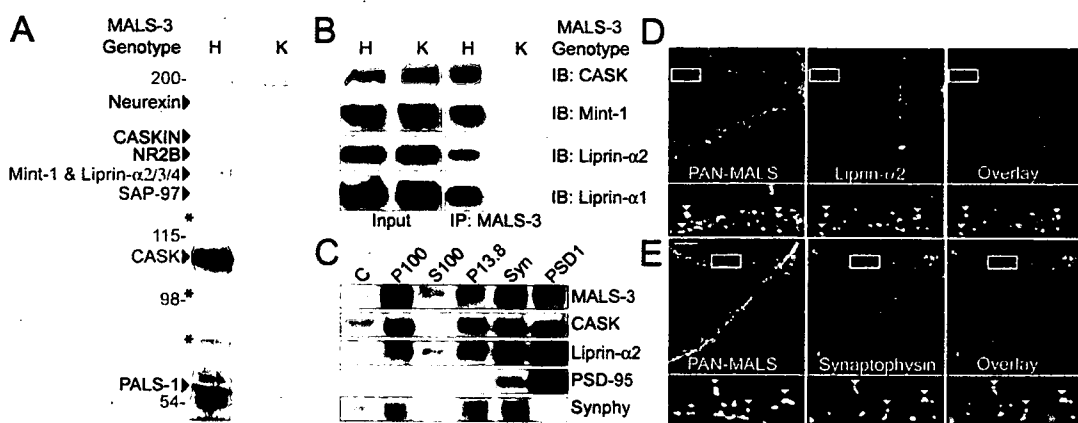 A
MALS-3
Genotype
H
K
200-
Neurexin
CASKIN
NR2B
Mint-1 & Liprin-α2/3/4
SAP-97
*
115-
CASK
98-
*
*
PALS-1
54-
B
H K H K
MALS-3
Genotype
IB: CASK
IB: Mint-1
IB: Liprin-α2
IB: Liprin-α1
Input
IP: MALS-3
C
C P100 S100 P13.8 Syn PSD1
MALS-3
CASK
Liprin-α2
PSD-95
Synphy
D
PAN-MALS
Liprin-α2
Overlay
E
PAN-MALS
Synaptophysin
Overlay